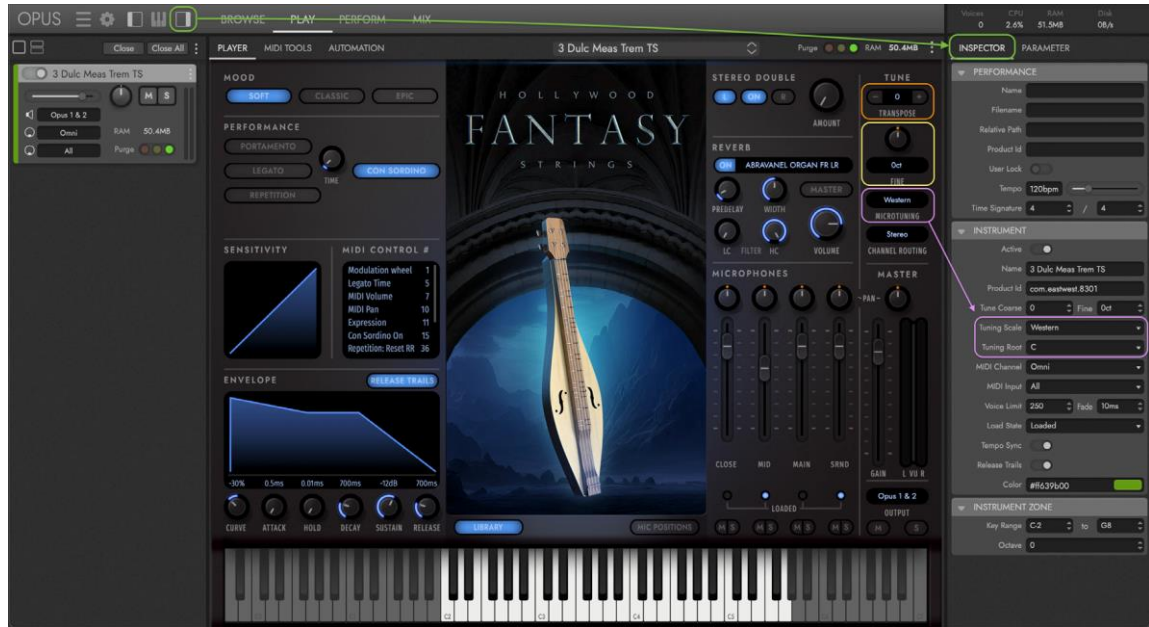 OPUS
BROWSE PLAY PERFORM MIX
Voices CPU RAM Disk
0 2.6% 51.5MB 0B/s
Close Close All
3 Dulc Meas Trem TS
M S
Opus 1 & 2
Omni RAM 50.4MB
All Purge
PLAYER MIDI TOOLS AUTOMATION
3 Dulc Meas Trem TS
Purge RAM 50.4MB
MOOD
SOFT CLASSIC EPIC
PERFORMANCE
PORTAMENTO
LEGATO
REPETITION
TIME
CON SORDINO
SENSITIVITY
MIDI CONTROL #
Modulation wheel 1
Legato Time 5
MIDI Volume 7
MIDI Pan 10
Expression 11
Con Sordino On 15
Repetition: Reset RR 36
ENVELOPE
RELEASE TRAILS
-30% 0.5ms 0.01ms 700ms -12dB 700ms
CURVE ATTACK HOLD DECAY SUSTAIN RELEASE
HOLLYWOOD
FANTASY
STRINGS
LIBRARY
MIC POSITIONS
STEREO DOUBLE
L ON R
AMOUNT
REVERB
ON ABRAVANEL ORGAN FR LR
PREDELAY WIDTH MASTER
LC FILTER HC VOLUME
MICROPHONES
CLOSE MID MAIN SRND
LOADED
M S M S M S M S
TUNE
- 0 +
TRANSPOSE
0ct
FINE
Western
MICROTUNING
Stereo
CHANNEL ROUTING
MASTER
-PAN-
GAIN L VU R
Opus 1 & 2
OUTPUT
M S
C2 C3 C4 C5
INSPECTOR PARAMETER
PERFORMANCE
Name
Filename
Relative Path
Product Id
User Lock
Tempo 120bpm
Time Signature 4 / 4
INSTRUMENT
Active
Name 3 Dulc Meas Trem TS
Product Id com.eastwest.8301
Tune Coarse 0 Fine 0ct
Tuning Scale Western
Tuning Root C
MIDI Channel Omni
MIDI Input All
Voice Limit 250 Fade 10ms
Load State Loaded
Tempo Sync
Release Trails
Color #ff639b00
INSTRUMENT ZONE
Key Range C-2 to G8
Octave 0